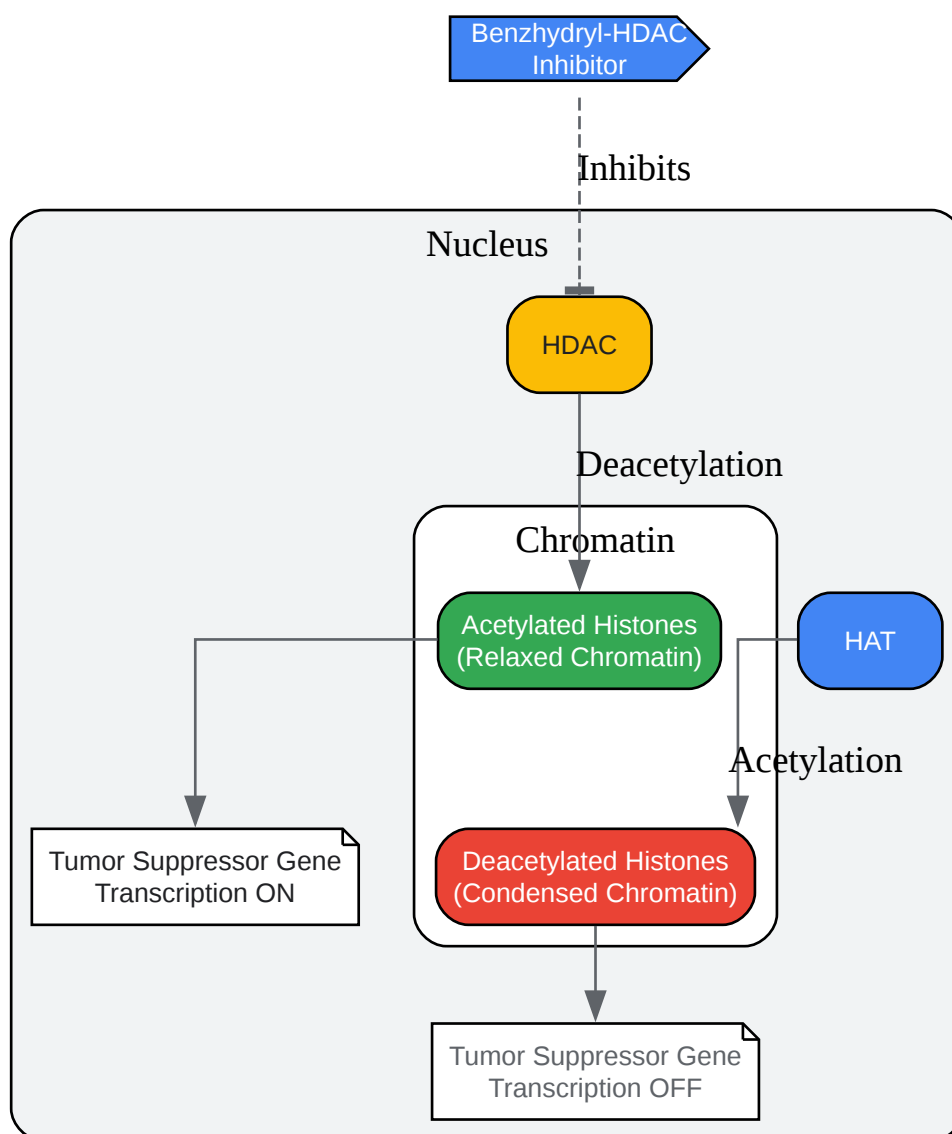 Benzhydryl-HDAC
Inhibitor
Inhibits
Nucleus
HDAC
Deacetylation
Chromatin
Acetylated Histones
(Relaxed Chromatin)
HAT
Acetylation
Tumor Suppressor Gene
Transcription ON
Deacetylated Histones
(Condensed Chromatin)
Tumor Suppressor Gene
Transcription OFF